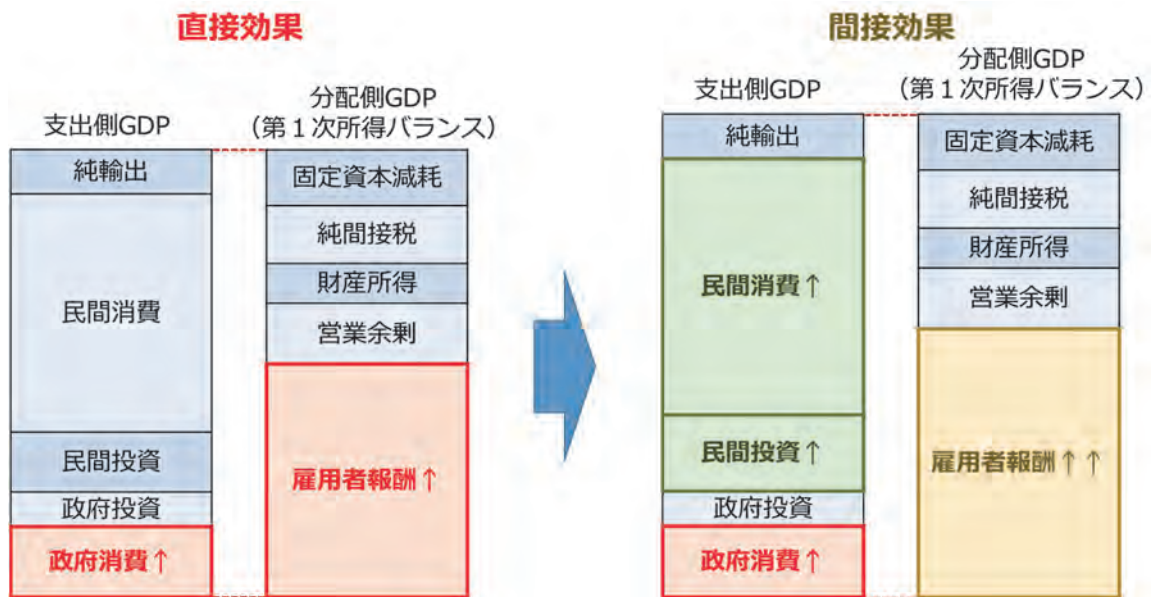 直接効果
支出側GDP
分配側GDP
（第１次所得バランス）
純輸出
民間消費
民間投資
政府投資
政府消費↑
固定資本減耗
純間接税
財産所得
営業余剰
雇用者報酬↑
間接効果
支出側GDP
分配側GDP
（第１次所得バランス）
純輸出
民間消費↑
民間投資↑
政府投資
政府消費↑
固定資本減耗
純間接税
財産所得
営業余剰
雇用者報酬↑↑